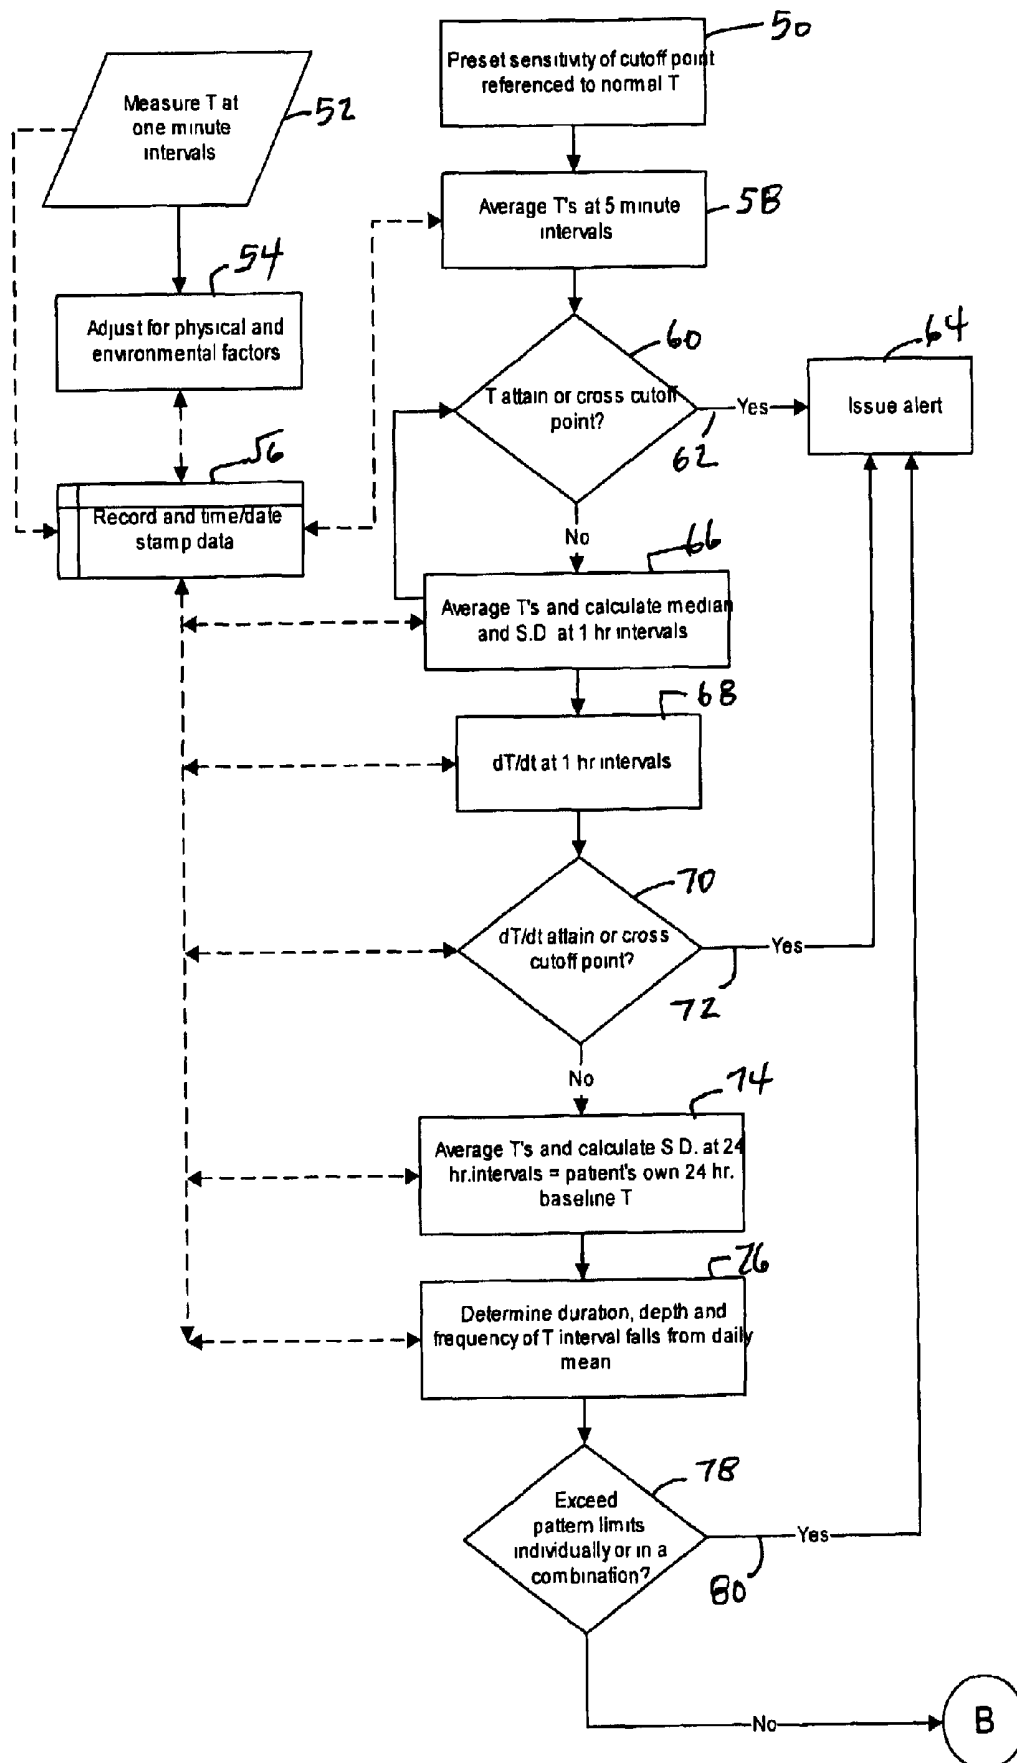 50
Preset sensitivity of cutoff point
referenced to normal T
Measure T at
one minute
intervals
52
Average T's at 5 minute
intervals
58
54
Adjust for physical and
environmental factors
60
T attain or cross cutoff
point?
Yes
62
64
Issue alert
56
Record and time/date
stamp data
No
66
Average T's and calculate median
and S.D at 1 hr intervals
68
dT/dt at 1 hr intervals
70
dT/dt attain or cross
cutoff point?
Yes
72
No
74
Average T's and calculate S D. at 24
hr.intervals = patient's own 24 hr.
baseline T
76
Determine duration, depth and
frequency of T interval falls from daily
mean
78
Exceed
pattern limits
individually or in a
combination?
Yes
80
No
B